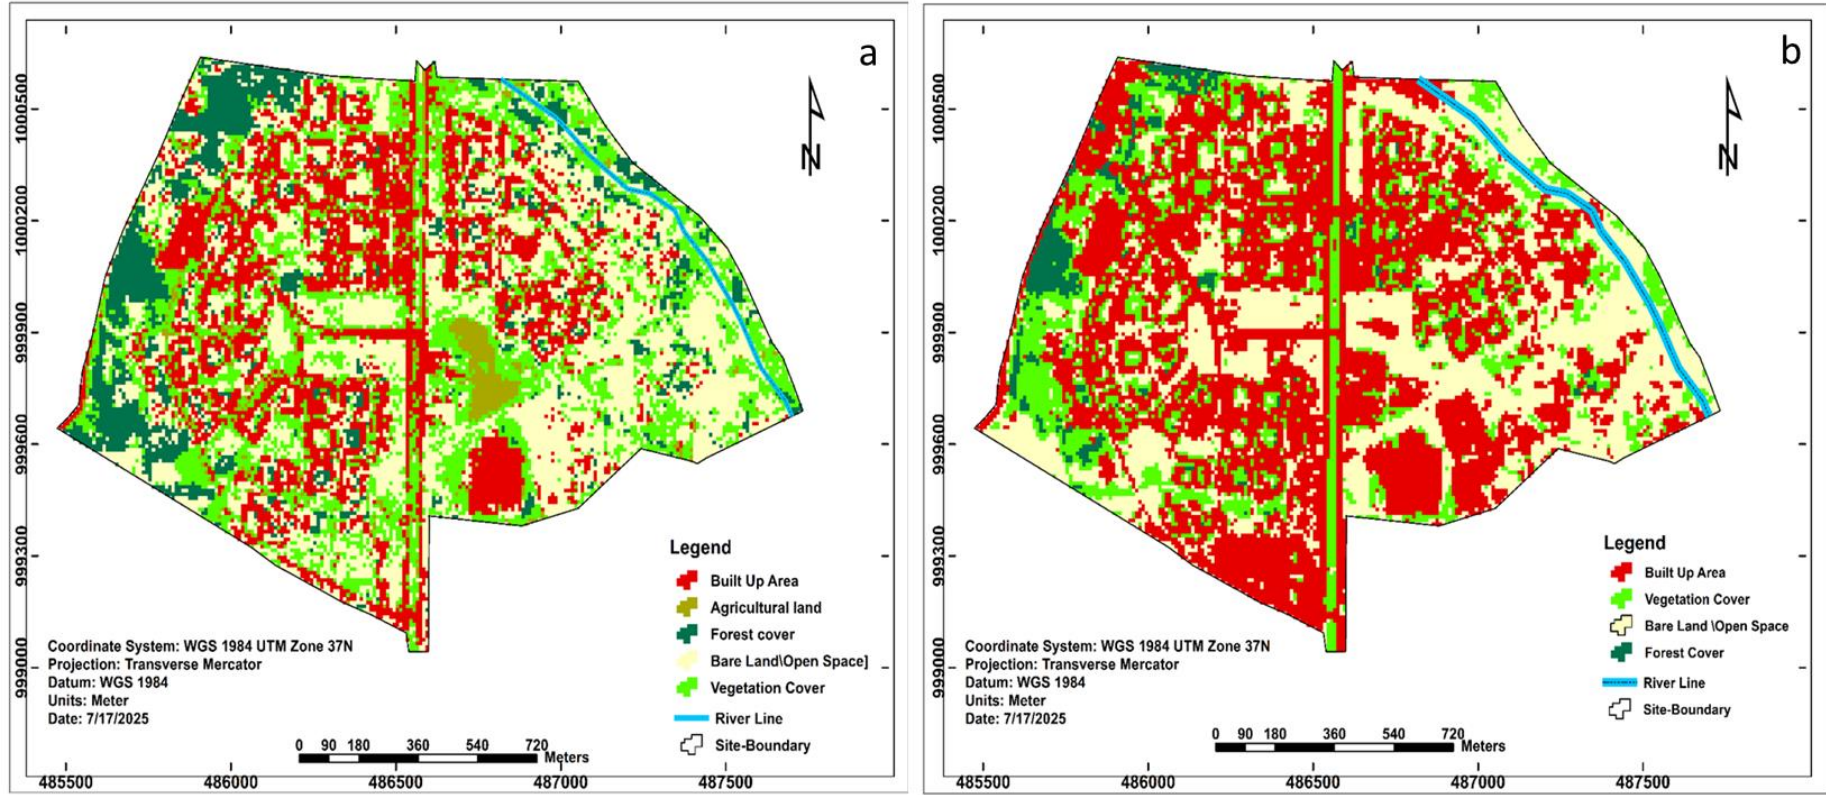 a
1000500
1000200
999900
999600
999300
999000
N
Legend
Built Up Area
Agricultural land
Forest cover
Bare Land\Open Space]
Vegetation Cover
River Line
Site-Boundary
Coordinate System: WGS 1984 UTM Zone 37N
Projection: Transverse Mercator
Datum: WGS 1984
Units: Meter
Date: 7/17/2025
0 90 180 360 540 720
Meters
485500 486000 486500 487000 487500
b
1000500
1000200
999900
999600
999300
999000
N
Legend
Built Up Area
Vegetation Cover
Bare Land \Open Space
Forest Cover
River Line
Site-Boundary
Coordinate System: WGS 1984 UTM Zone 37N
Projection: Transverse Mercator
Datum: WGS 1984
Units: Meter
Date: 7/17/2025
0 90 180 360 540 720
Meters
485500 486000 486500 487000 487500